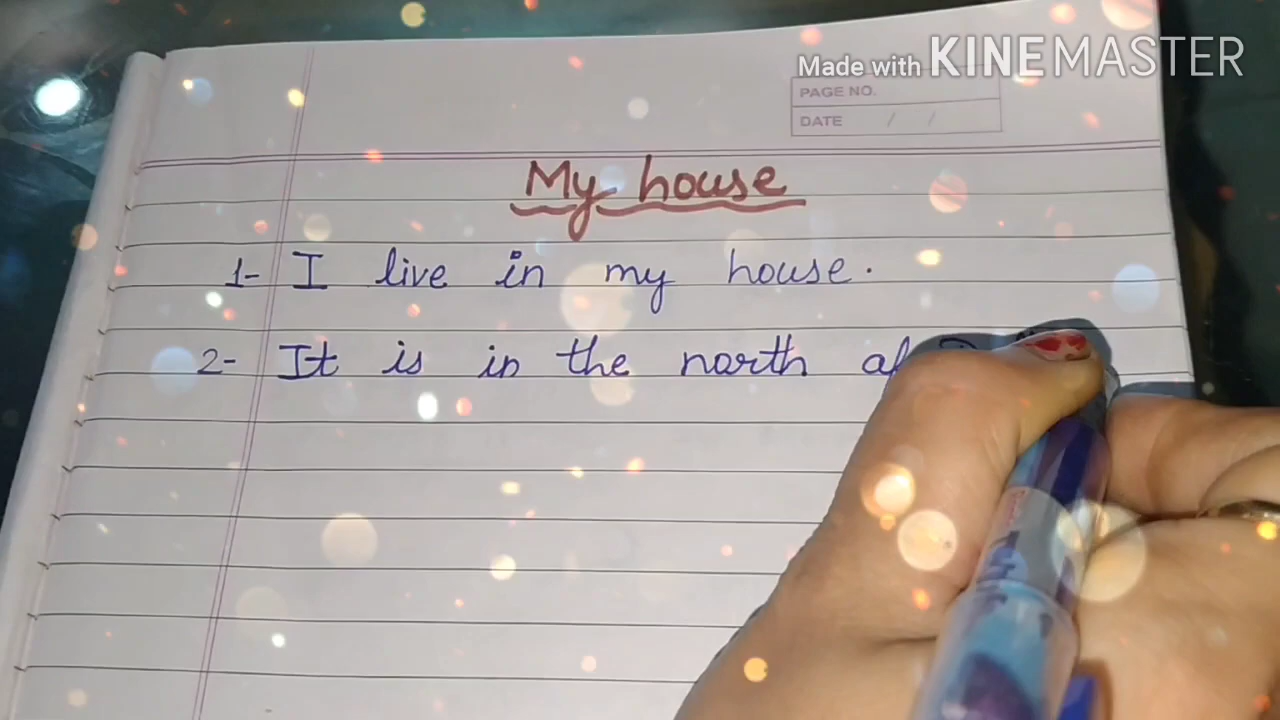 Made with KINEMASTER
PAGE NO.
DATE / /
My house
1- I live in my house.
2- It is in the north of